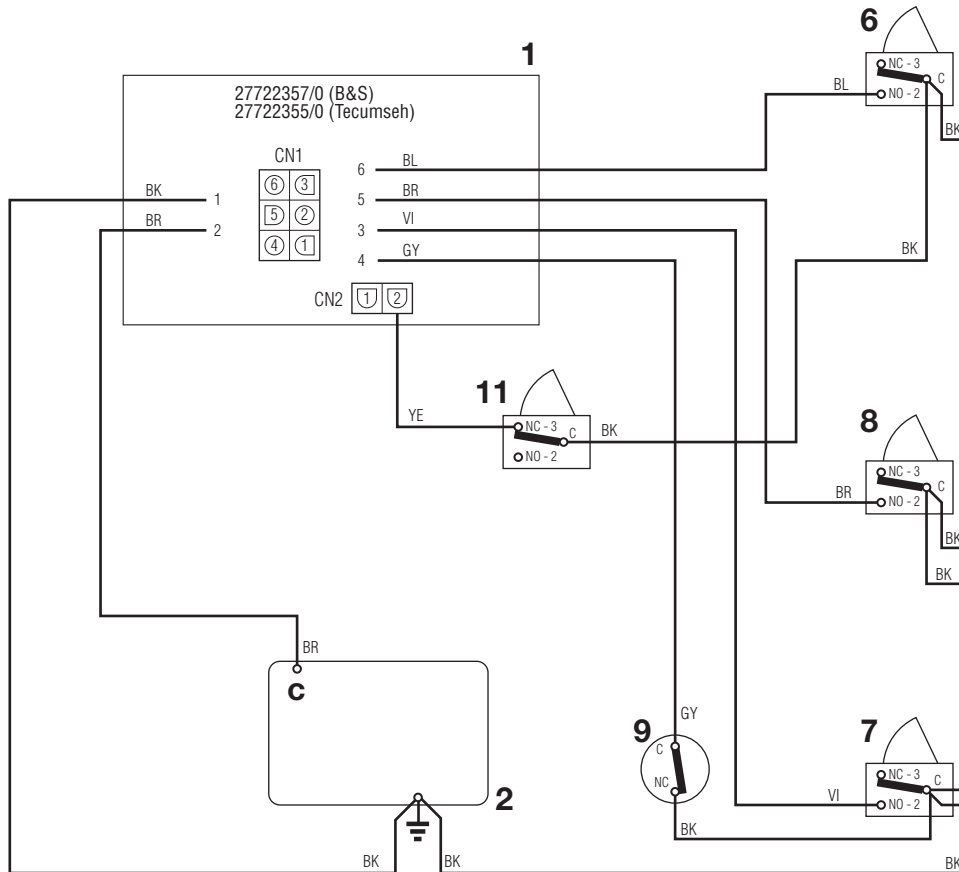 6
1
NC - 3
C
NO - 2
BL
BK
27722357/0 (B&S)
27722355/0 (Tecumseh)
CN1
6 3
5 2
4 1
BK 1
BR 2
6 BL
5 BR
3 VI
4 GY
BK
CN2 1 2
11
YE
NC - 3
C
NO - 2
BK
8
NC - 3
C
NO - 2
BR
BK
BK
BR
c
2
GY
9
C
NC
BK
7
NC - 3
C
NO - 2
VI
BK
BK
BK